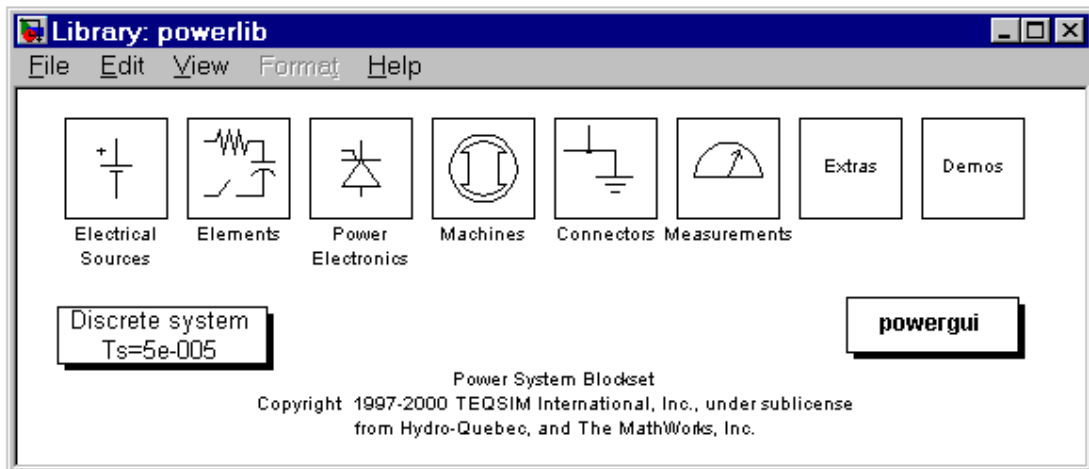 Library: powerlib
File Edit View Format Help
+
Extras
Demos
Electrical
Sources
Elements
Power
Electronics
Machines
Connectors
Measurements
Discrete system
Ts=5e-005
powergui
Power System Blockset
Copyright 1997-2000 TEQSIM International, Inc., under sublicense
from Hydro-Quebec, and The MathWorks, Inc.